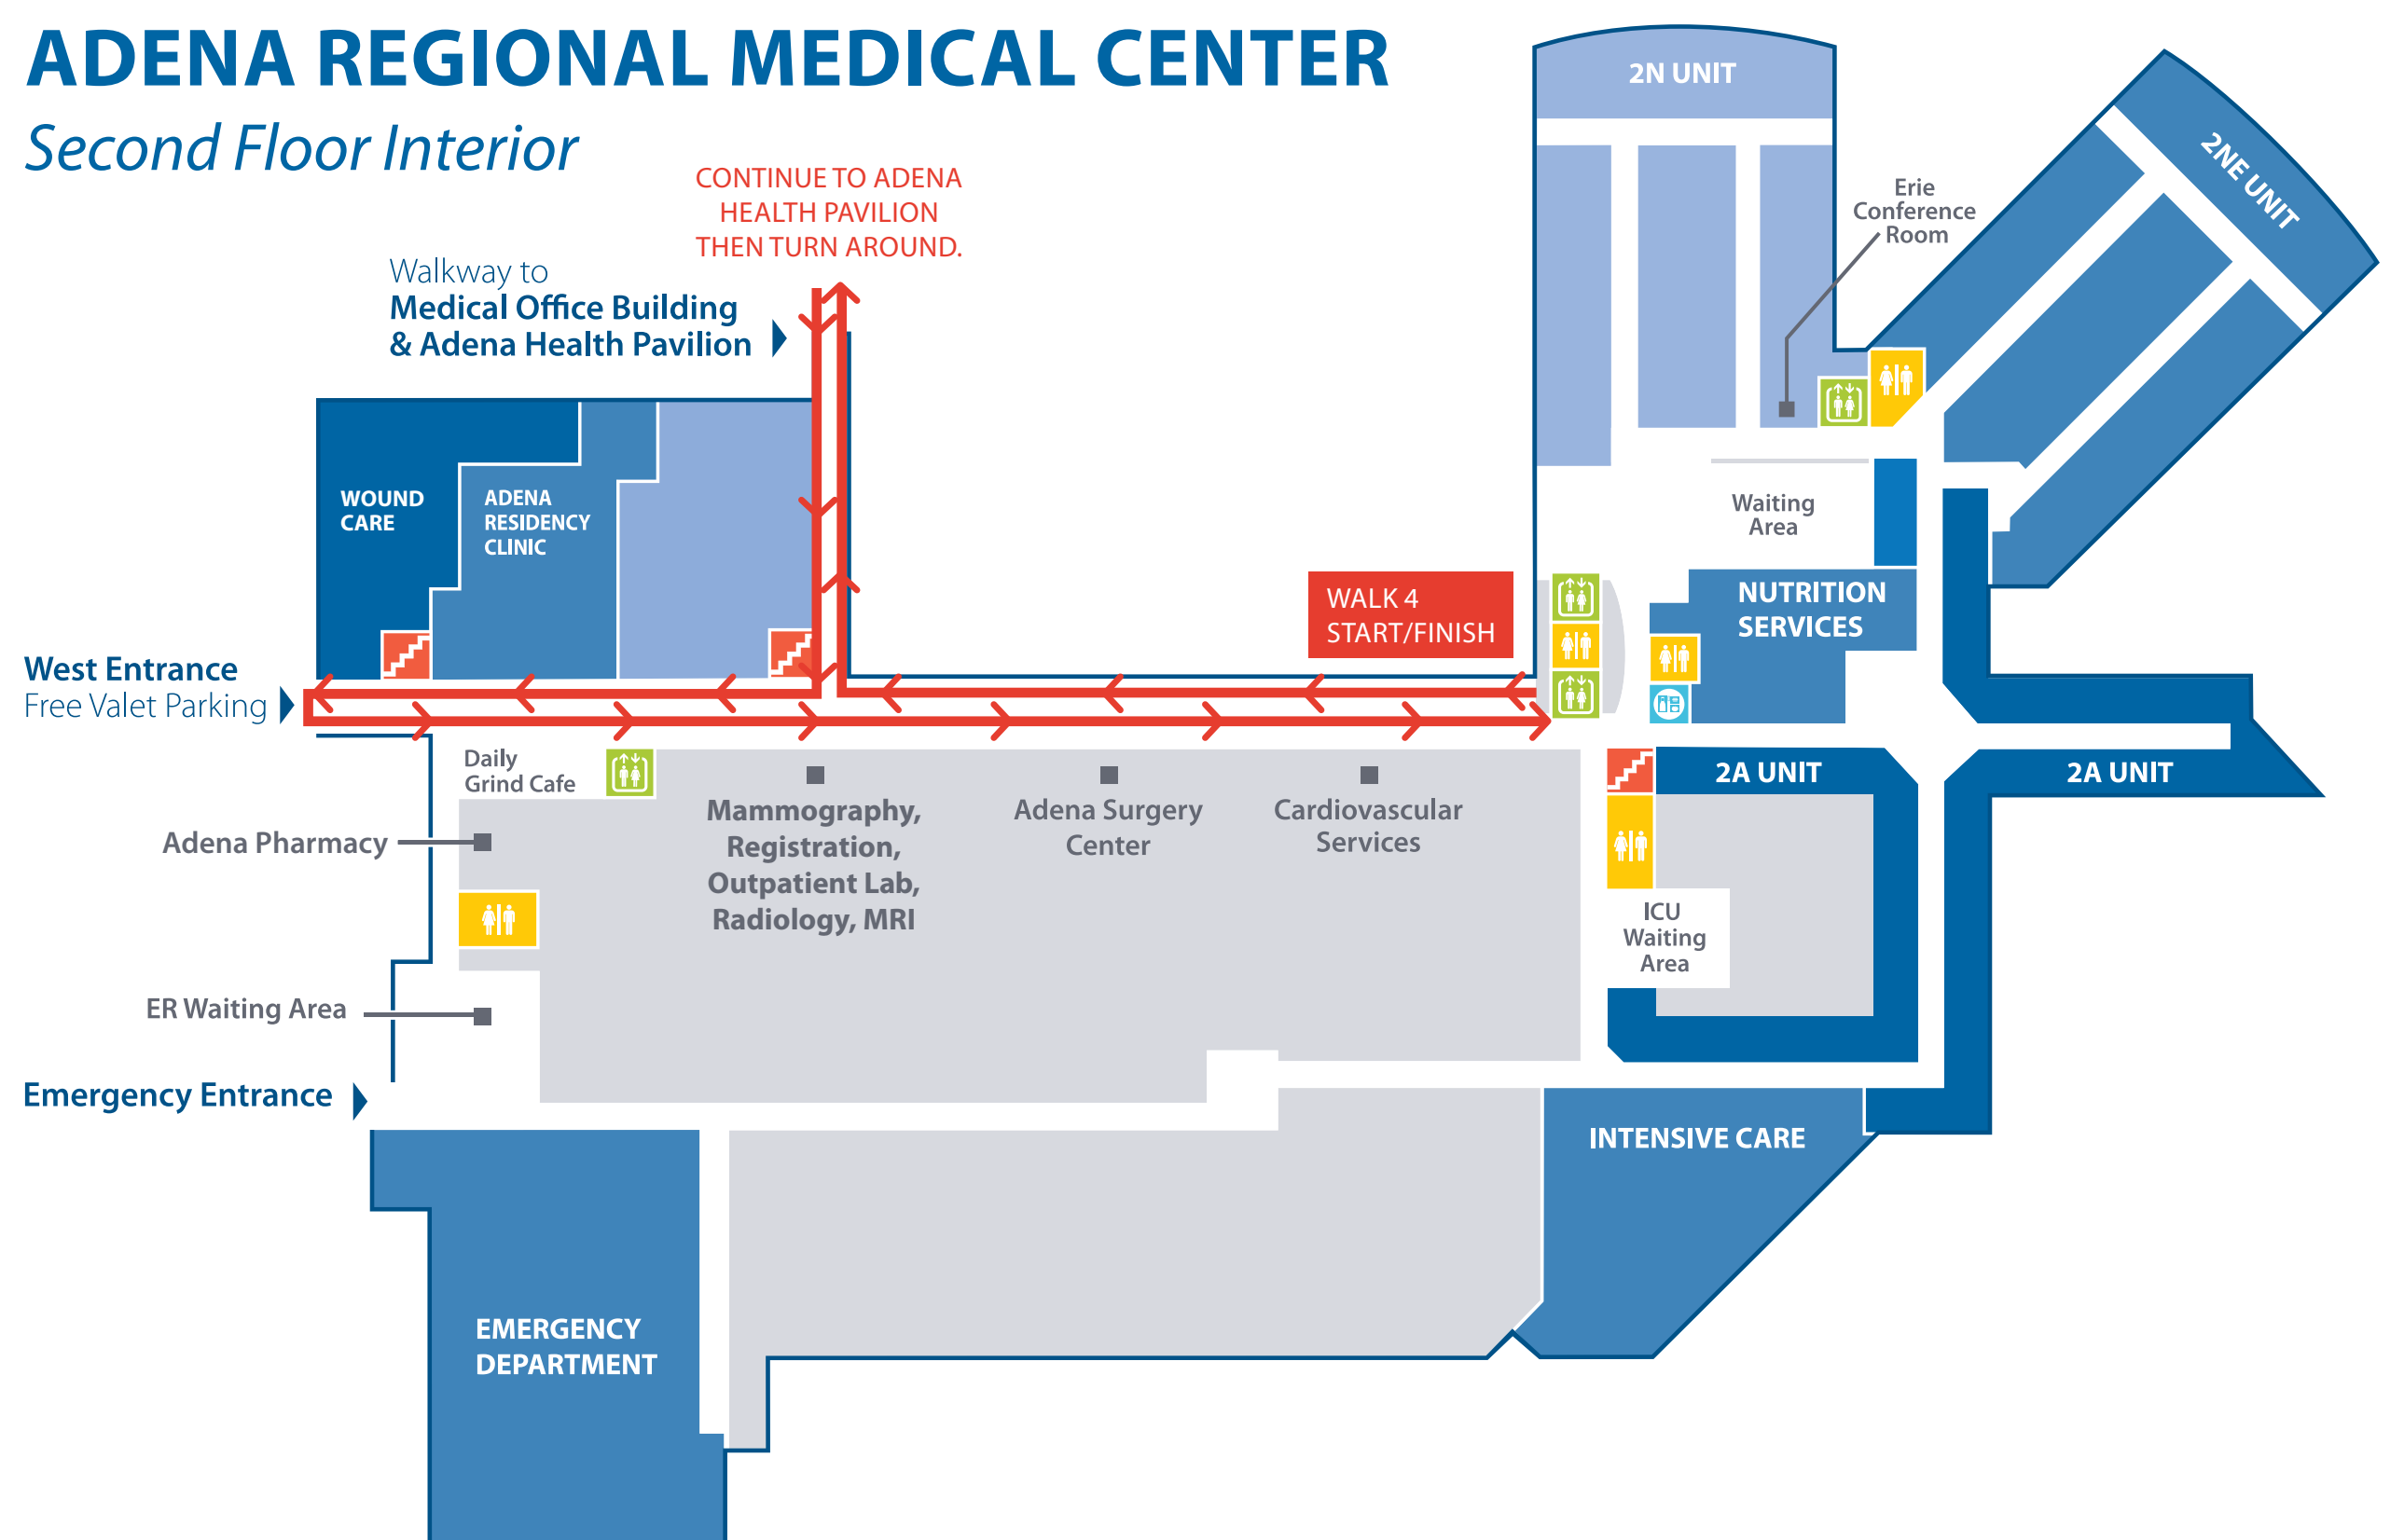 ADENA REGIONAL MEDICAL CENTER
Second Floor Interior
CONTINUE TO ADENA
HEALTH PAVILION
THEN TURN AROUND.
Walkway to
Medical Office Building
& Adena Health Pavilion
2N UNIT
2NE UNIT
Erie
Conference
Room
WOUND
CARE
ADENA
RESIDENCY
CLINIC
Waiting
Area
WALK 4
START/FINISH
NUTRITION
SERVICES
West Entrance
Free Valet Parking
Daily
Grind Cafe
2A UNIT
2A UNIT
Adena Pharmacy
Mammography,
Registration,
Outpatient Lab,
Radiology, MRI
Adena Surgery
Center
Cardiovascular
Services
ICU
Waiting
Area
ER Waiting Area
Emergency Entrance
INTENSIVE CARE
EMERGENCY
DEPARTMENT